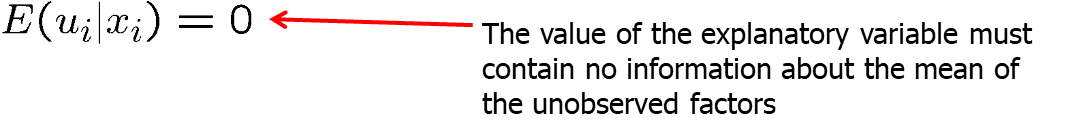 E(u_i|x_i) = 0
The value of the explanatory variable must
contain no information about the mean of
the unobserved factors